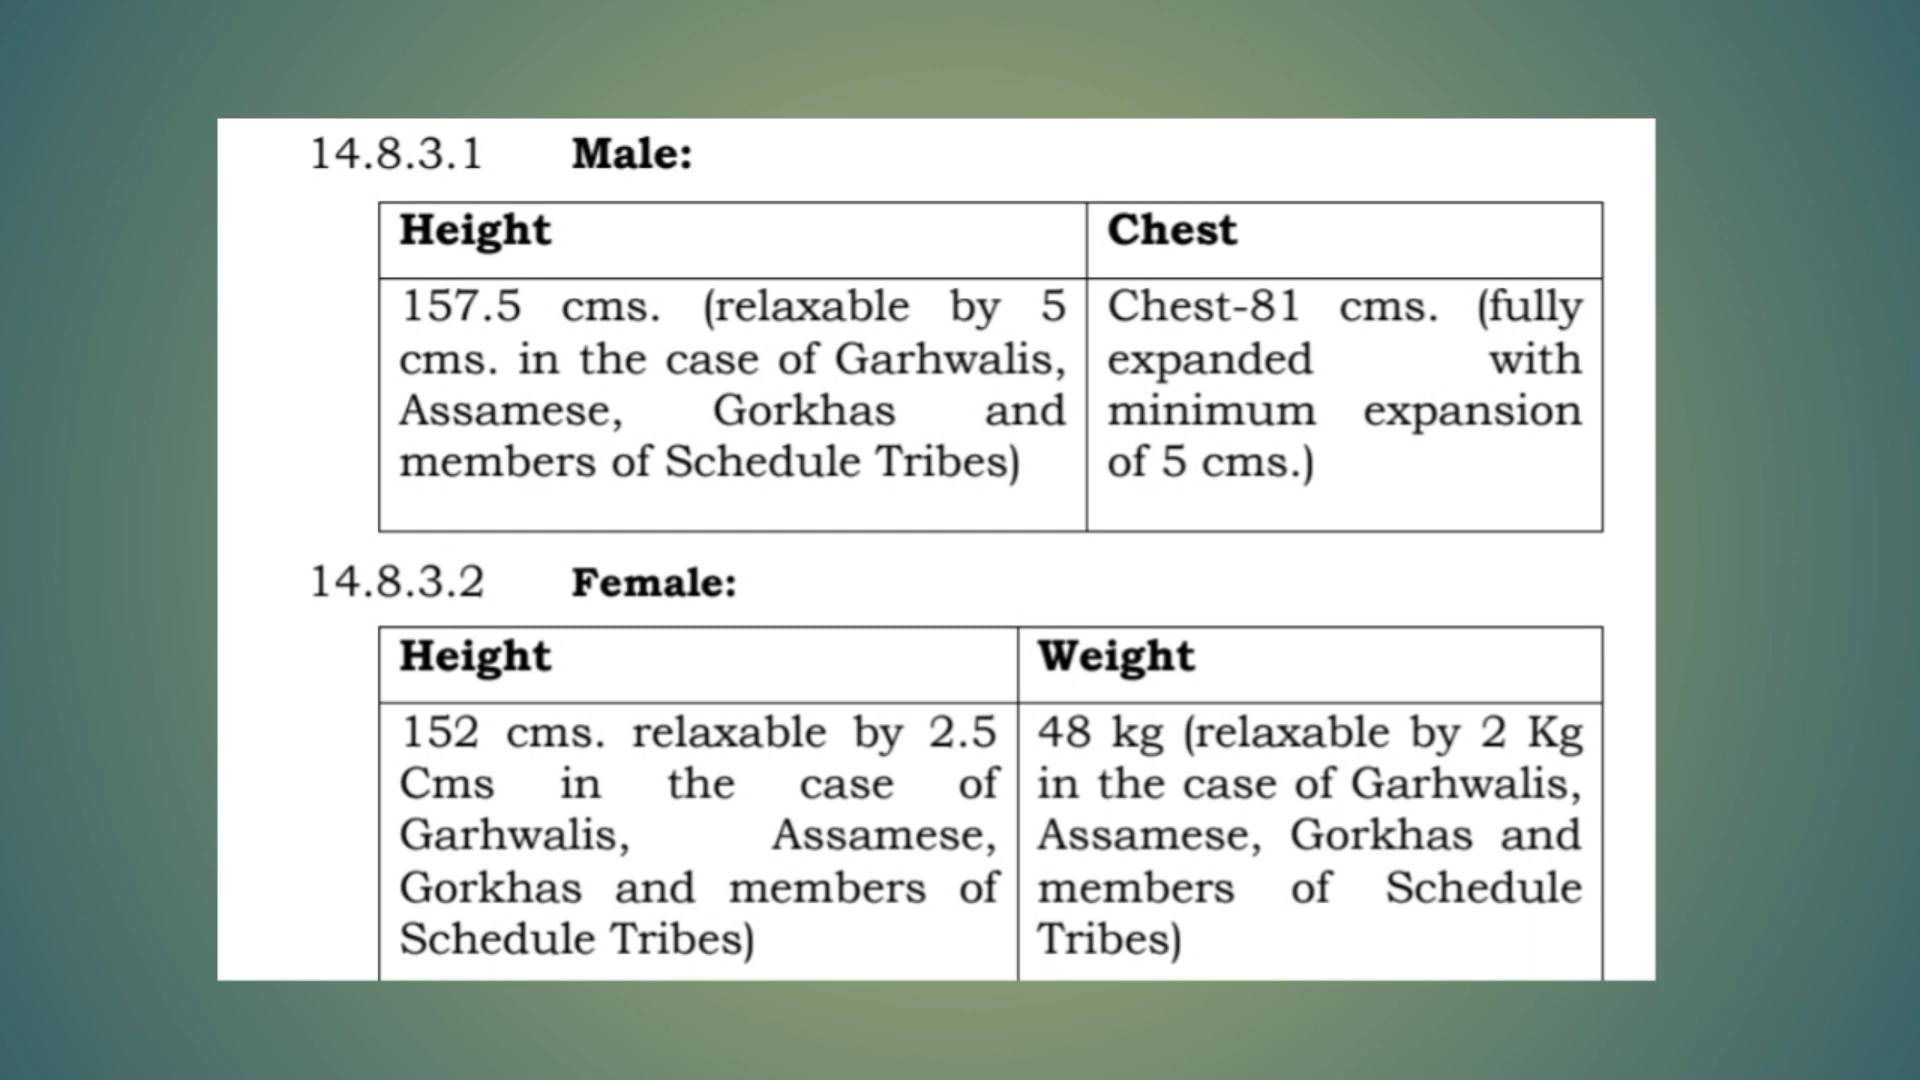 14.8.3.1 Male:
Height Chest
157.5 cms. (relaxable by 5
cms. in the case of Garhwalis,
Assamese, Gorkhas and
members of Schedule Tribes)
Chest-81 cms. (fully
expanded with
minimum expansion
of 5 cms.)
14.8.3.2 Female:
Height Weight
152 cms. relaxable by 2.5
Cms in the case of
Garhwalis, Assamese,
Gorkhas and members of
Schedule Tribes)
48 kg (relaxable by 2 Kg
in the case of Garhwalis,
Assamese, Gorkhas and
members of Schedule
Tribes)